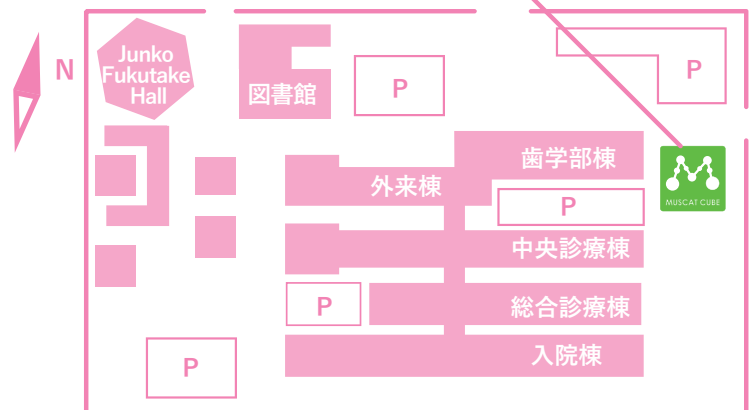 N
Junko
Fukutake
Hall
図書館
P
P
歯学部棟
外来棟
MUSCAT CUBE
P
中央診療棟
P
総合診療棟
入院棟
P